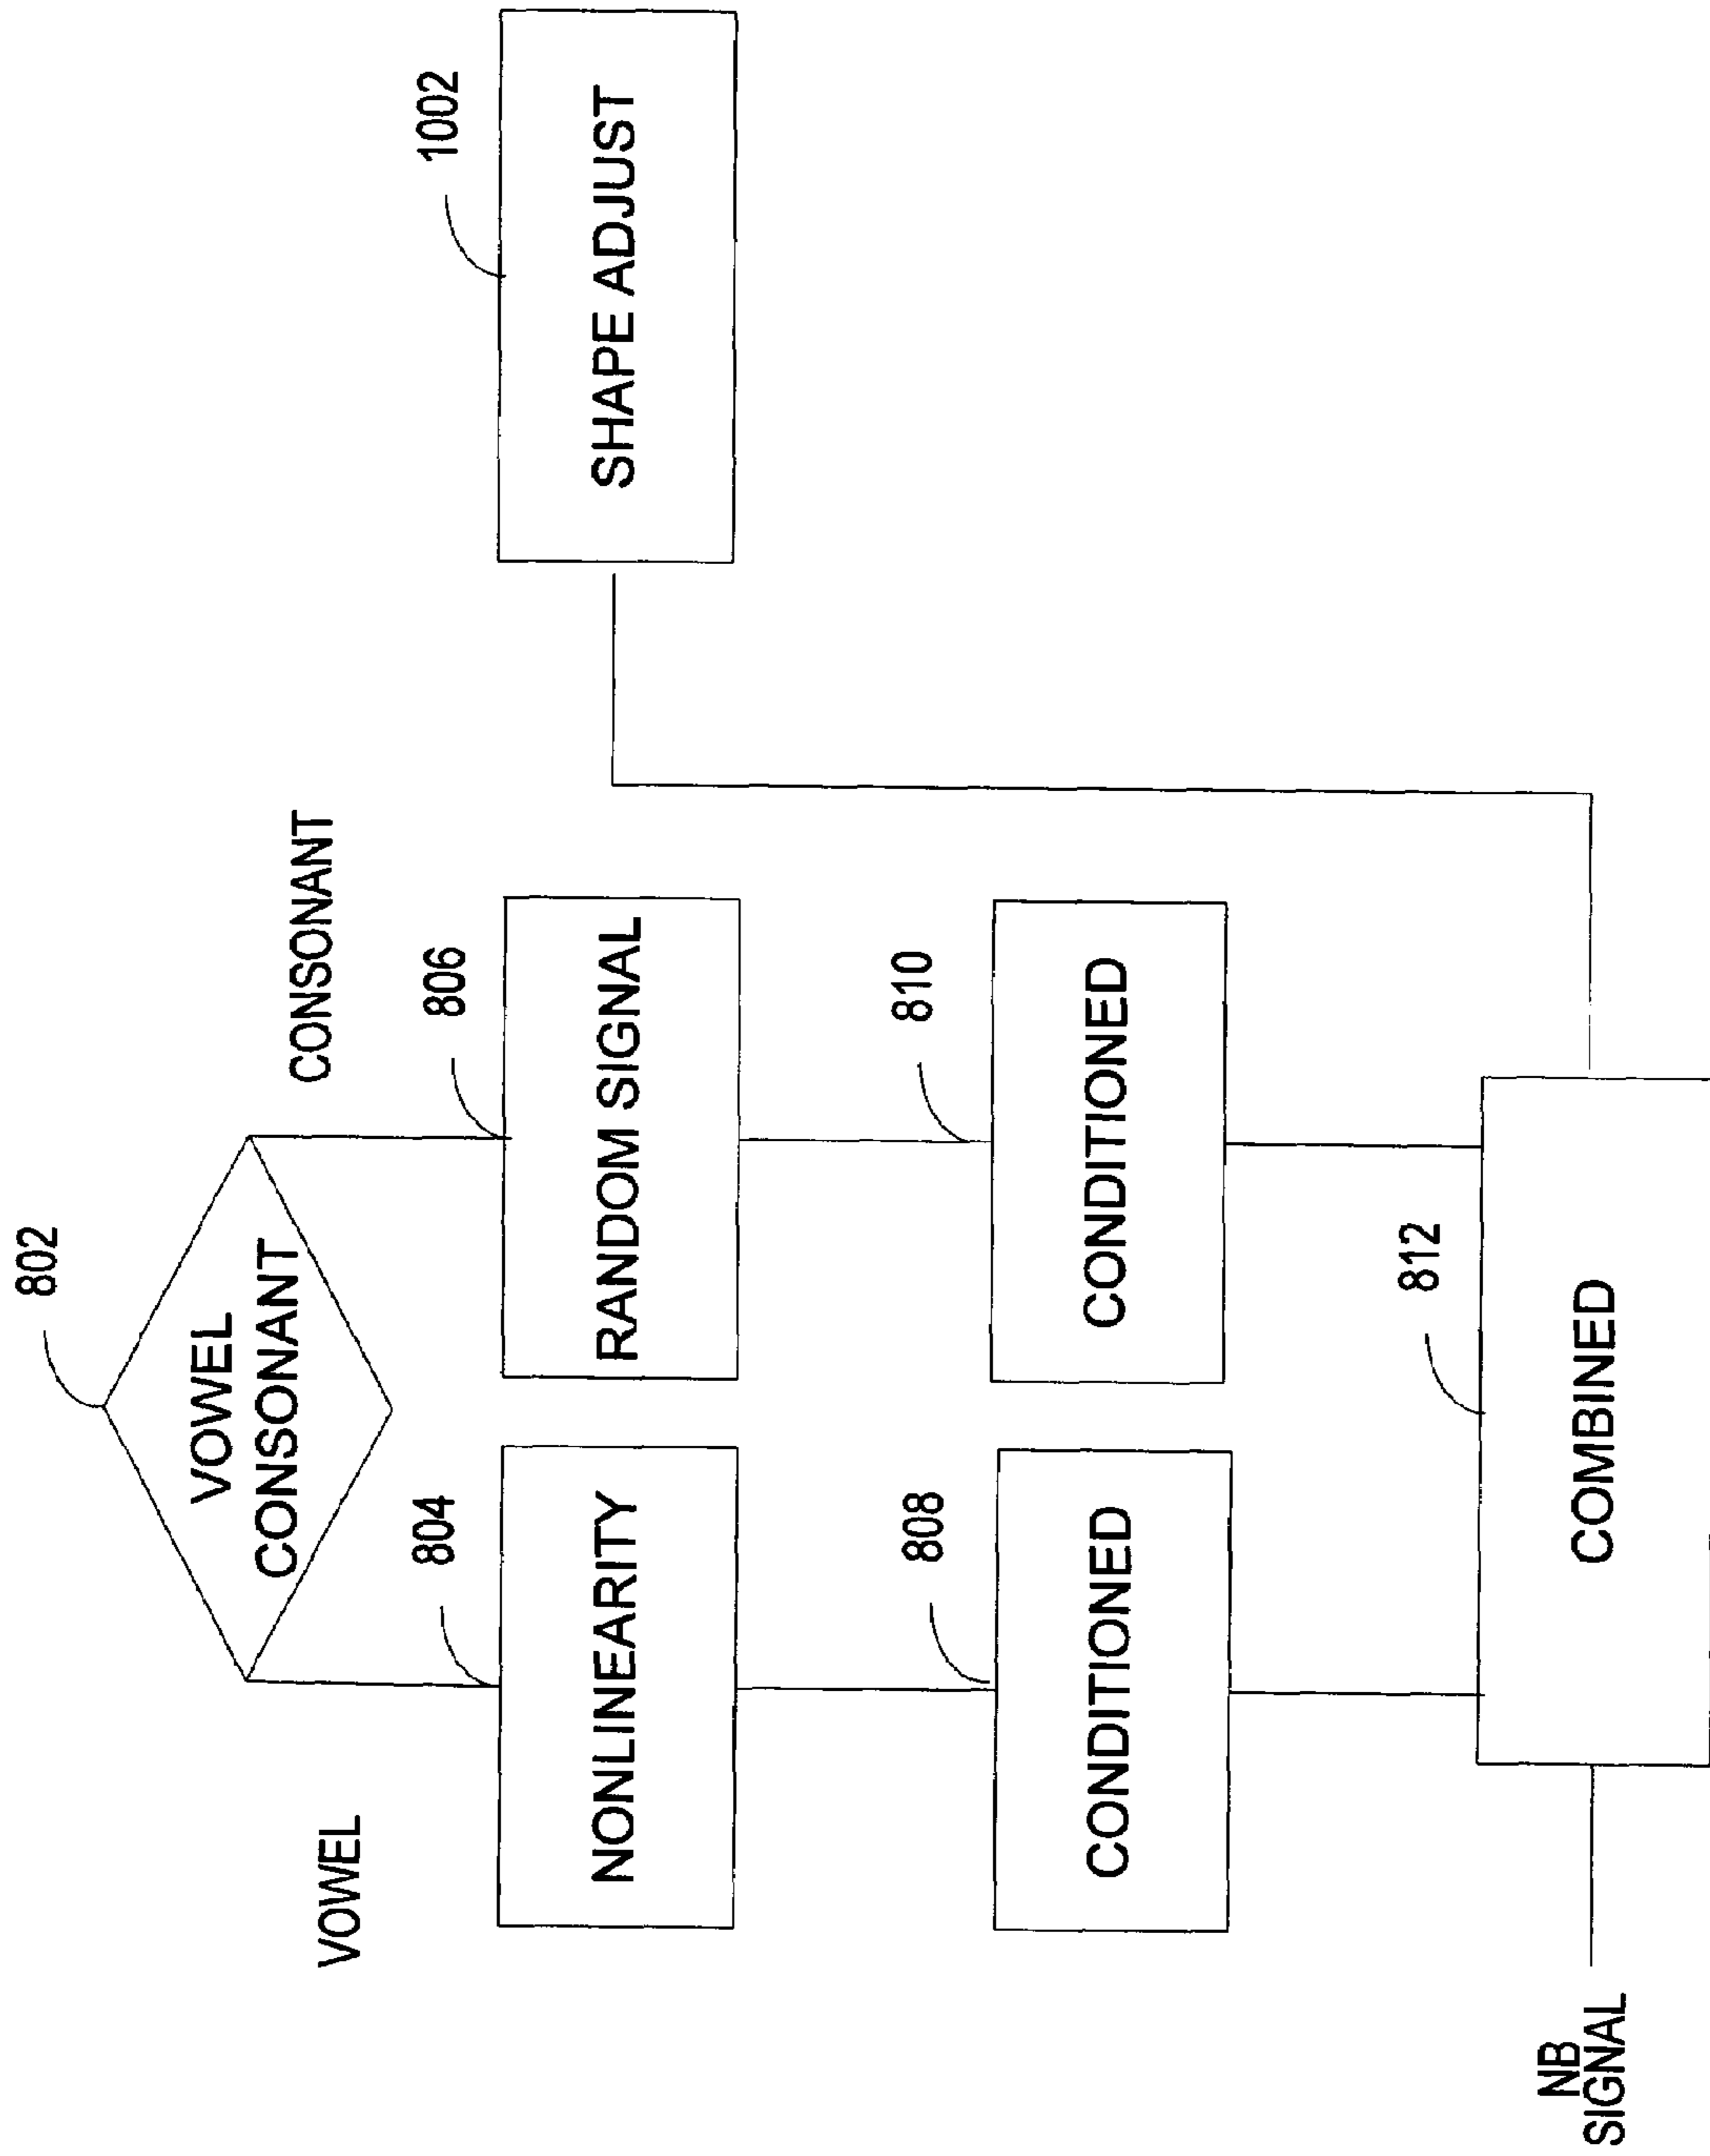 802
VOWEL
CONSONANT
VOWEL
CONSONANT
804
NONLINEARITY
806
RANDOM SIGNAL
1002
SHAPE ADJUST
808
CONDITIONED
810
CONDITIONED
812
NB
SIGNAL
COMBINED